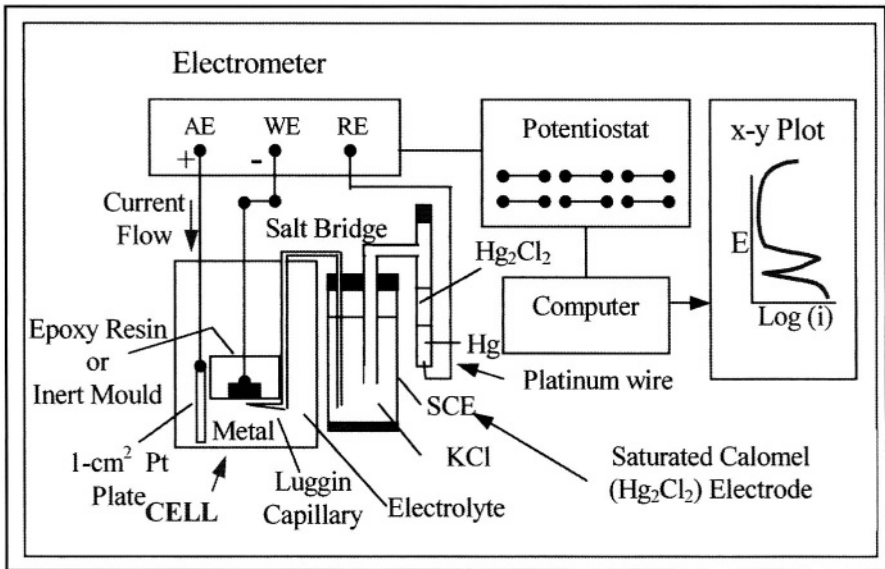 Electrometer
AE WE RE
+ -
Potentiostat
x-y Plot
Current
Flow
Salt Bridge
Hg₂Cl₂
E
Log (i)
Computer
Epoxy Resin
or
Inert Mould
Hg
Platinum wire
SCE
Metal
KCl
1-cm² Pt
Plate
CELL
Luggin
Capillary
Electrolyte
Saturated Calomel
(Hg₂Cl₂) Electrode